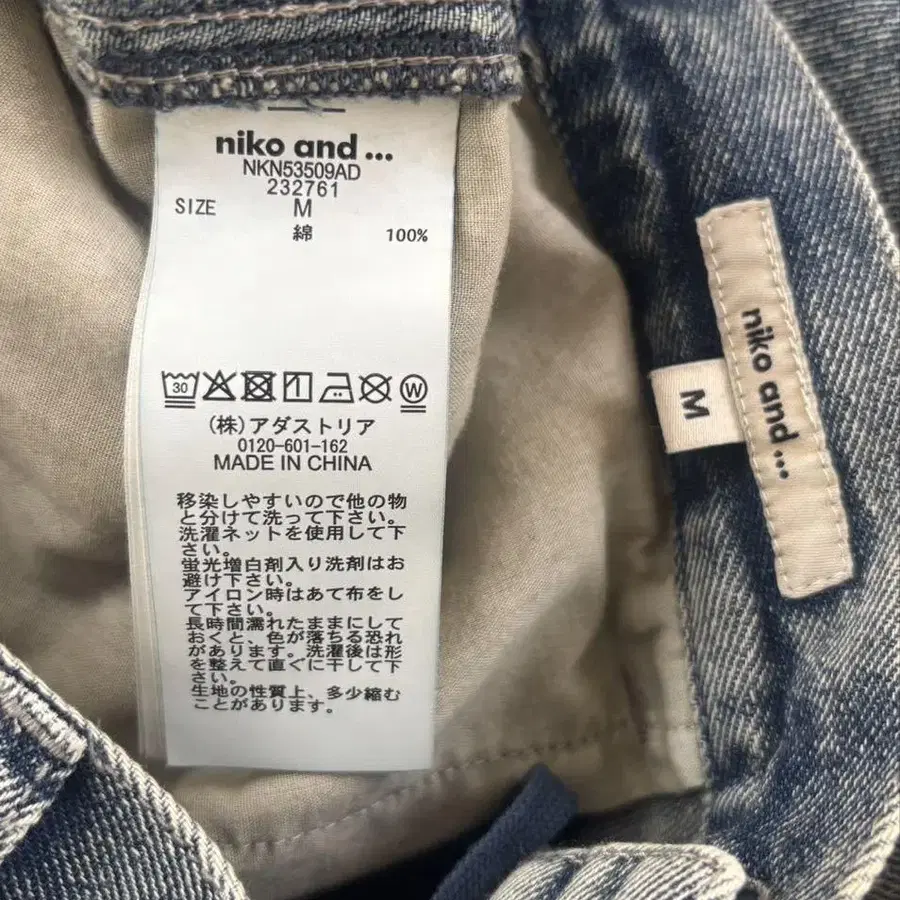 niko and ...
NKN53509AD
232761
SIZE M
綿 100%
30
W
(株)アダストリア
0120-601-162
MADE IN CHINA
移染しやすいので他の物
と分けて洗って下さい。
洗濯ネットを使用して下
さい。
蛍光増白剤入り洗剤はお
避け下さい。
アイロン時はあて布をし
て下さい。
長時間濡れたままにして
おくと、色が落ちる恐れ
があります。洗濯後は形
を整えて直ぐに干して下
さい。
生地の性質上、多少縮む
ことがあります。
niko and ...
M